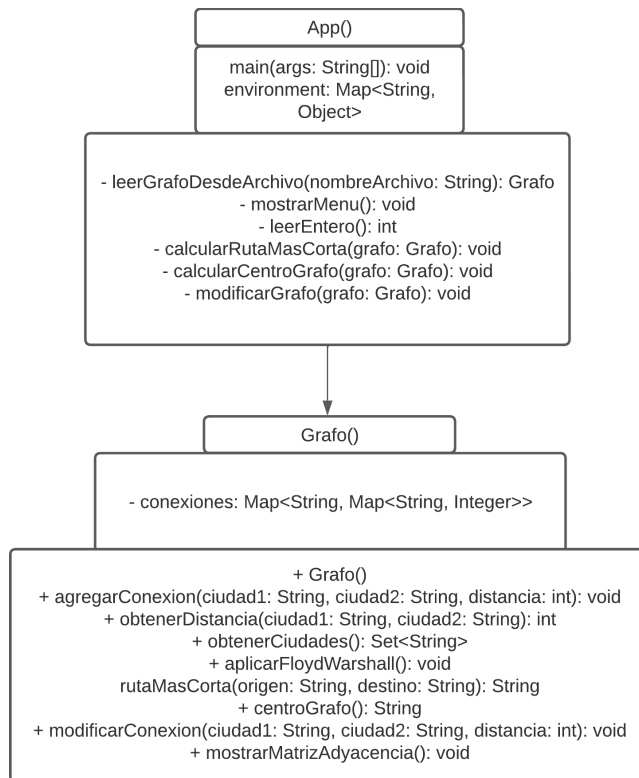 App()
main(args: String[]): void
environment: Map<String,
Object>
- leerGrafoDesdeArchivo(nombreArchivo: String): Grafo
- mostrarMenu(): void
- leerEntero(): int
- calcularRutaMasCorta(grafo: Grafo): void
- calcularCentroGrafo(grafo: Grafo): void
- modificarGrafo(grafo: Grafo): void
Grafo()
- conexiones: Map<String, Map<String, Integer>>
+ Grafo()
+ agregarConexion(ciudad1: String, ciudad2: String, distancia: int): void
+ obtenerDistancia(ciudad1: String, ciudad2: String): int
+ obtenerCiudades(): Set<String>
+ aplicarFloydWarshall(): void
rutaMasCorta(origen: String, destino: String): String
+ centroGrafo(): String
+ modificarConexion(ciudad1: String, ciudad2: String, distancia: int): void
+ mostrarMatrizAdyacencia(): void